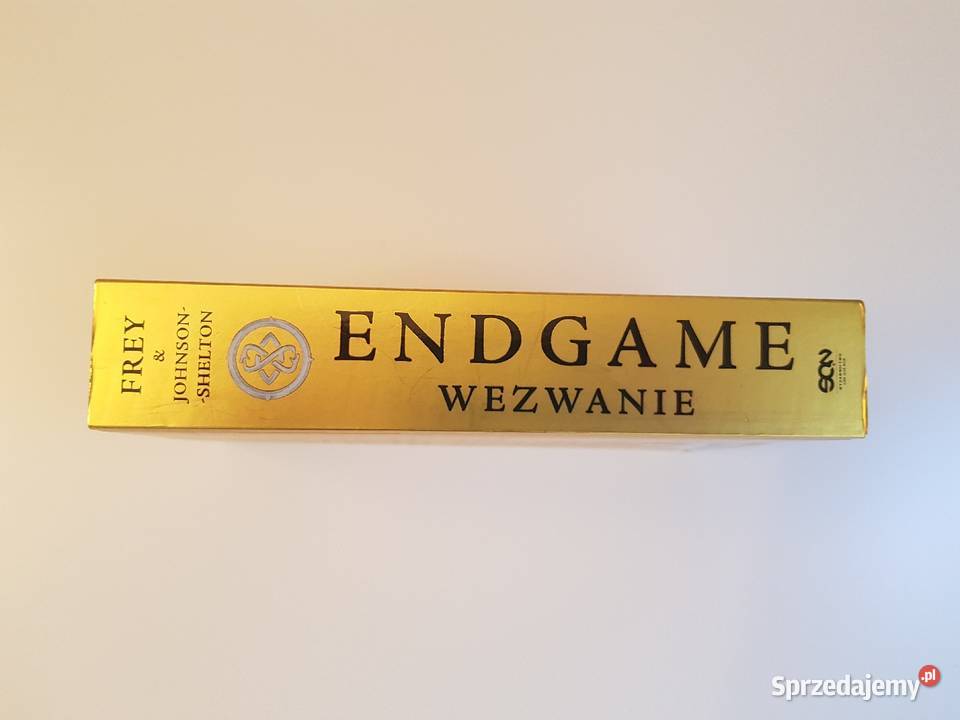 FREY
&
JOHNSON-
-SHELTON
ENDGAME
WEZWANIE
SQN
Sprzedajemy.pl